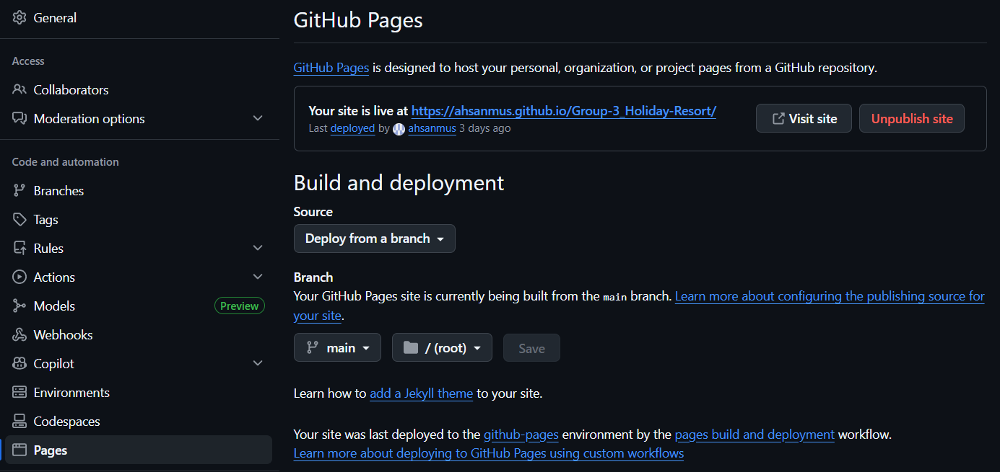 General
Access
Collaborators
Moderation options
Code and automation
Branches
Tags
Rules
Actions
Models Preview
Webhooks
Copilot
Environments
Codespaces
Pages
GitHub Pages
GitHub Pages is designed to host your personal, organization, or project pages from a GitHub repository.
Your site is live at https://ahsanmus.github.io/Group-3_Holiday-Resort/
Last deployed by ahsanmus 3 days ago
Visit site
Unpublish site
Build and deployment
Source
Deploy from a branch
Branch
Your GitHub Pages site is currently being built from the main branch. Learn more about configuring the publishing source for
your site.
main
/ (root)
Save
Learn how to add a Jekyll theme to your site.
Your site was last deployed to the github-pages environment by the pages build and deployment workflow.
Learn more about deploying to GitHub Pages using custom workflows